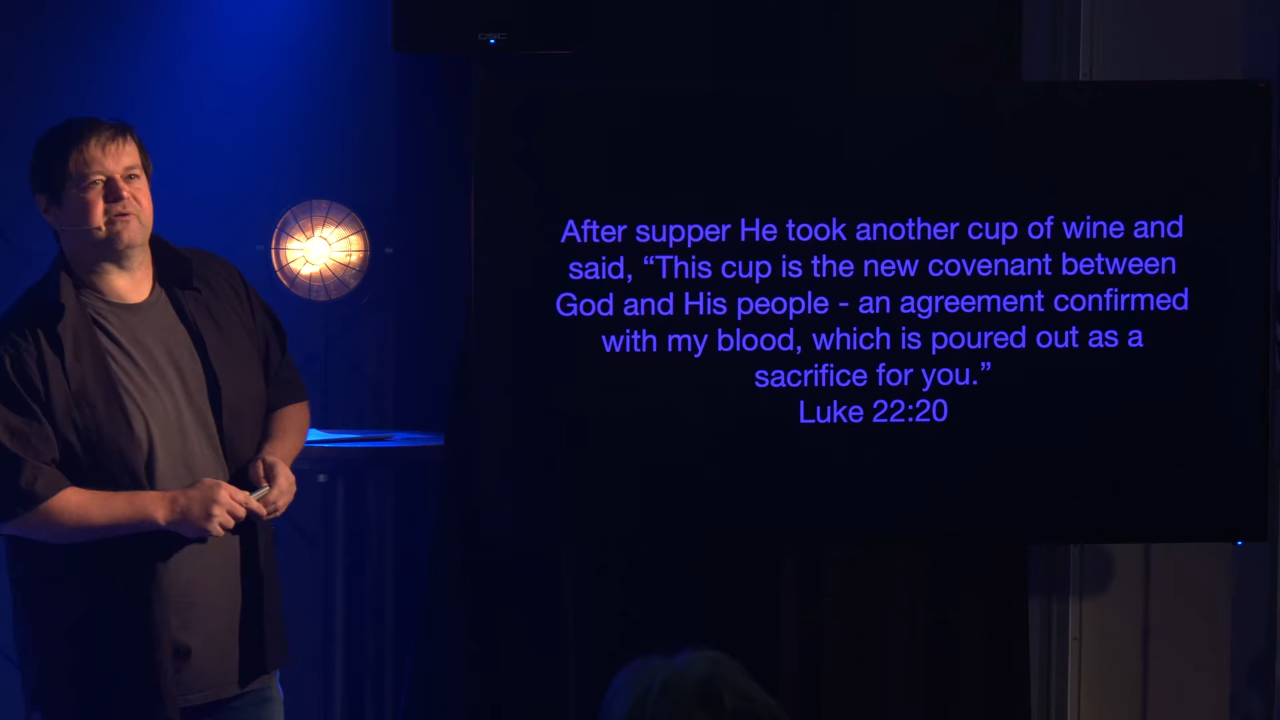 QSC
After supper He took another cup of wine and
said, “This cup is the new covenant between
God and His people - an agreement confirmed
with my blood, which is poured out as a
sacrifice for you.”
Luke 22:20